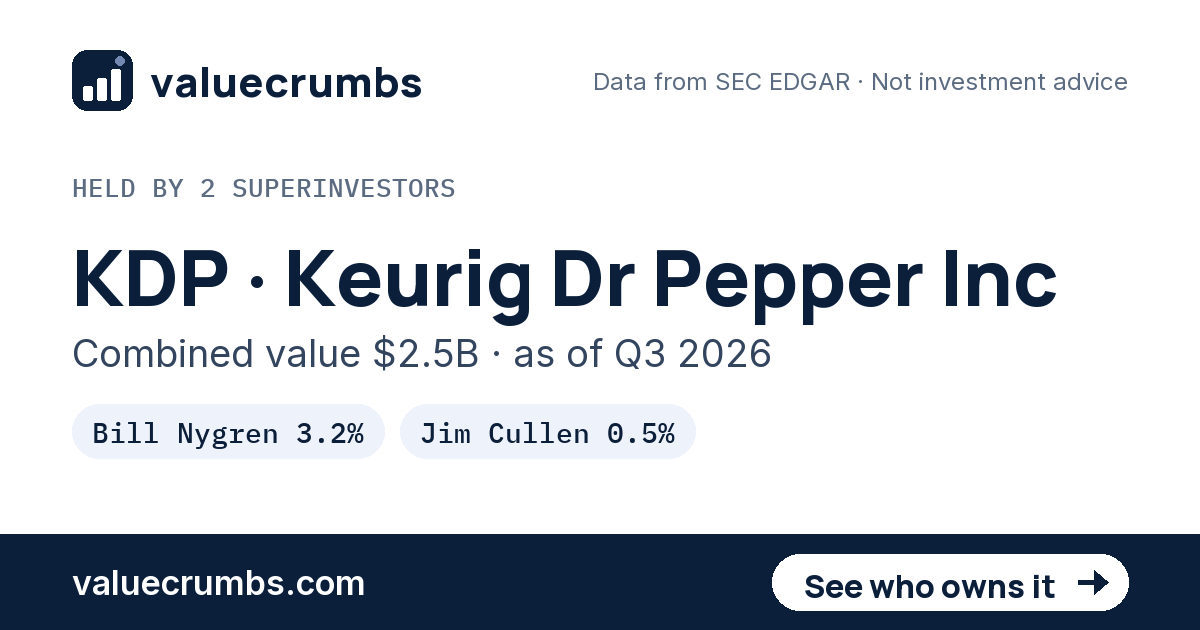 valuecrumbs
Data from SEC EDGAR · Not investment advice
HELD BY 2 SUPERINVESTORS
KDP · Keurig Dr Pepper Inc
Combined value $2.5B · as of Q3 2026
Bill Nygren 3.2%
Jim Cullen 0.5%
valuecrumbs.com
See who owns it →